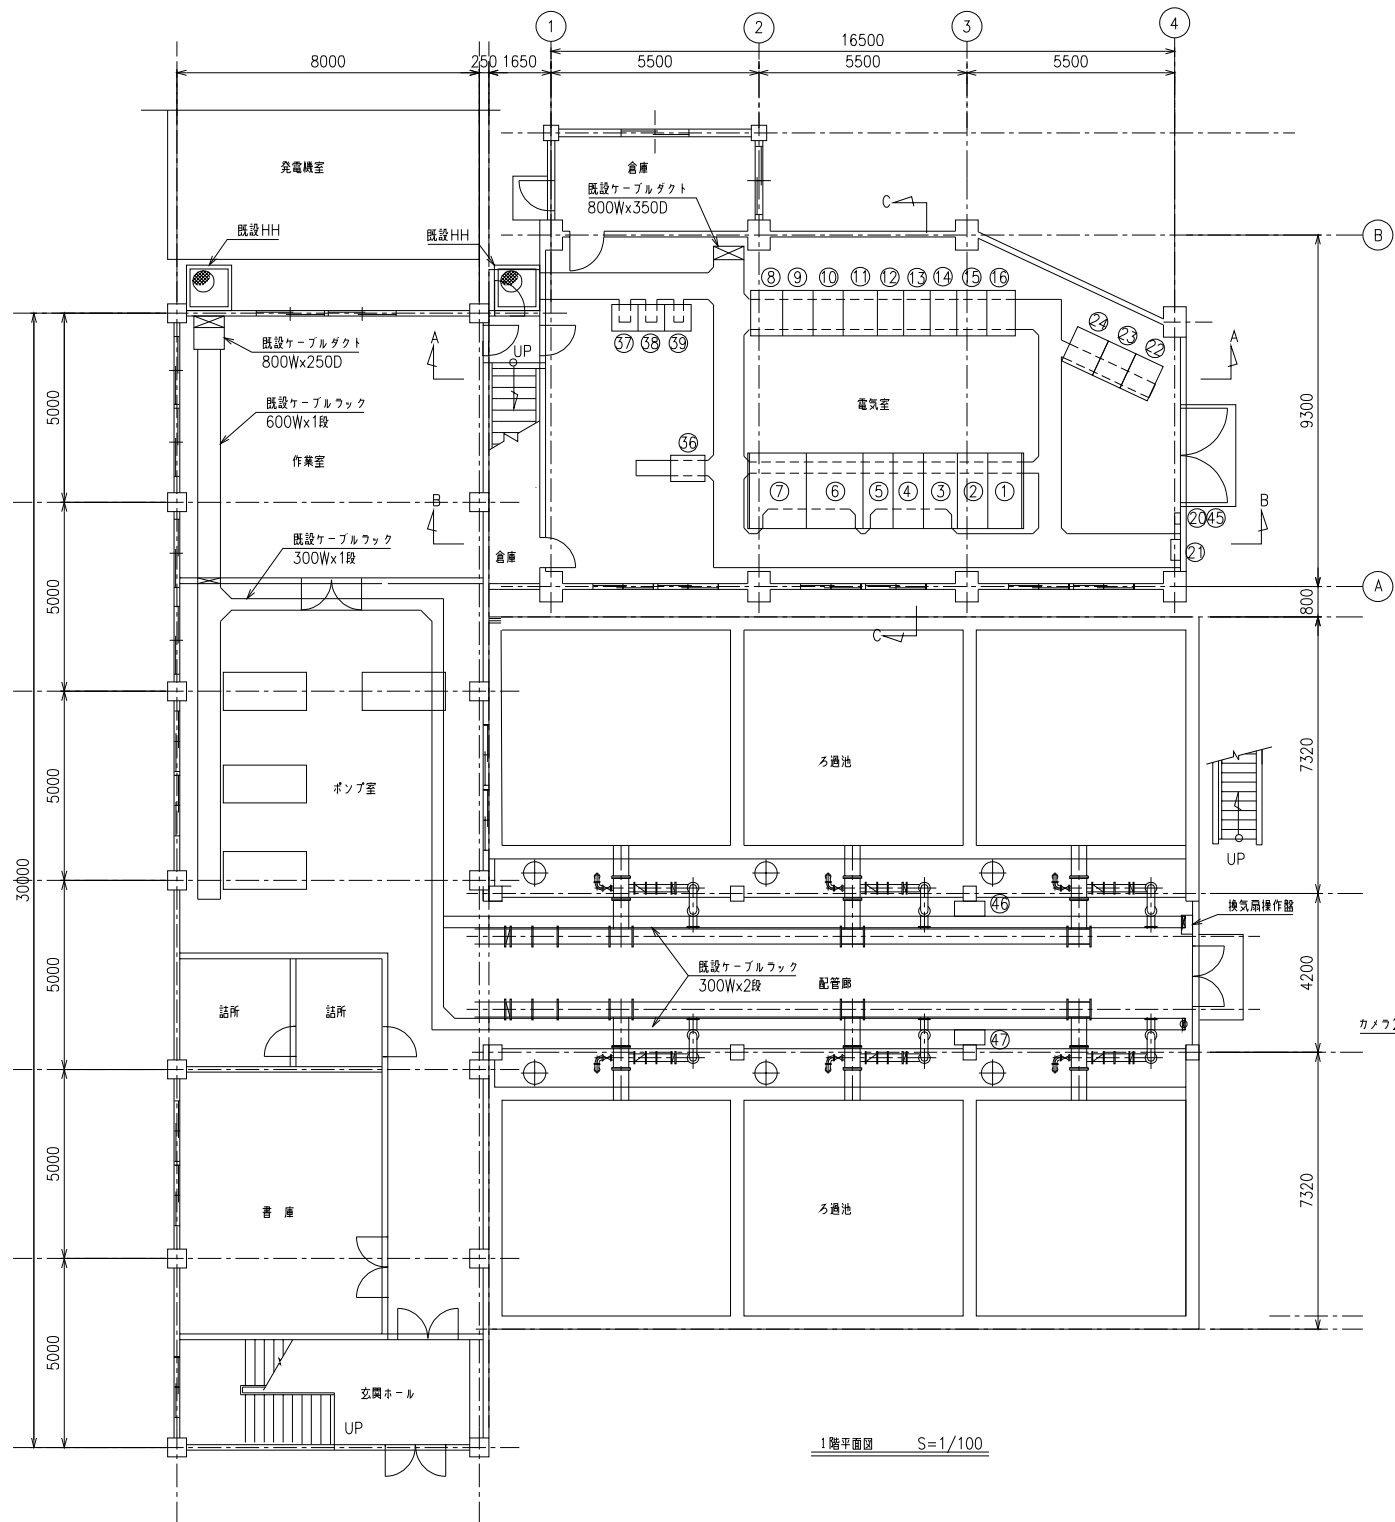 1
2
3
4
16500
8000
250
1650
5500
5500
5500
発電機室
倉庫
既設ケーブルダクト
800Wx350D
C
既設HH
既設HH
B
8
9
10
11
12
13
14
15
16
24
23
22
37
38
39
既設ケーブルダクト
800Wx250D
A
UP
A
電気室
既設ケーブルラック
600Wx1段
作業室
5000
9300
36
7
6
5
4
3
2
1
B
B
20
45
21
既設ケーブルラック
300Wx1段
倉庫
A
5000
800
C
ろ過池
7320
ポンプ室
5000
UP
30000
46
換気扇操作盤
既設ケーブルラック
300Wx2段
配管廊
4200
5000
詰所
詰所
カメラ2
47
5000
書 庫
ろ過池
7320
5000
玄関ホール
UP
1階平面図 S=1/100